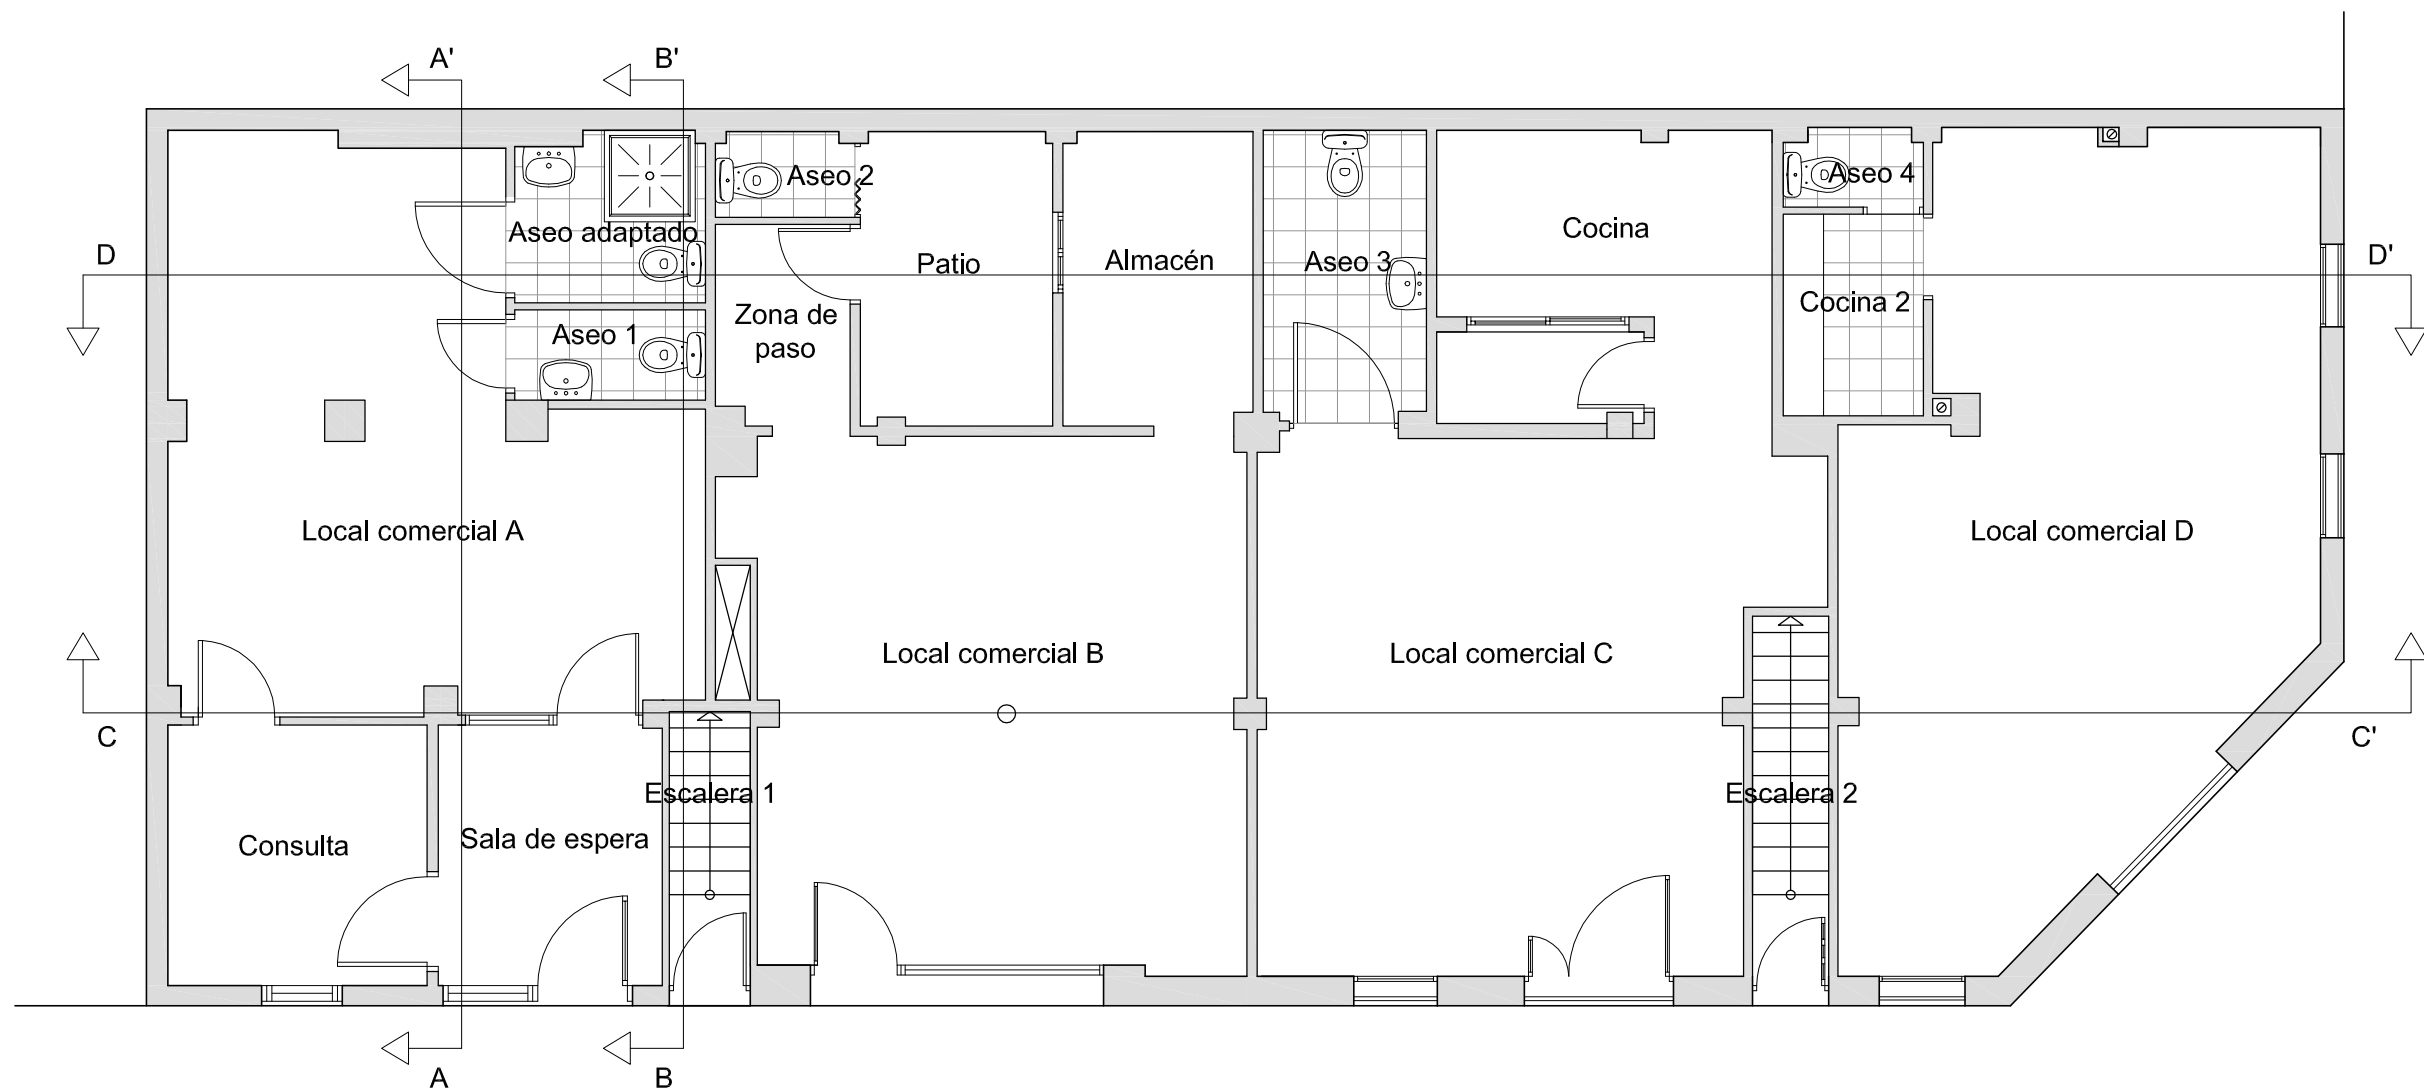 A'
B'
Aseo 2
Aseo 4
Aseo adaptado
Cocina
D
D'
Patio
Almacén
Aseo 3
Cocina 2
Zona de
paso
Aseo 1
Local comercial A
Local comercial D
Local comercial B
Local comercial C
C
C'
Escalera 1
Escalera 2
Consulta
Sala de espera
A
B